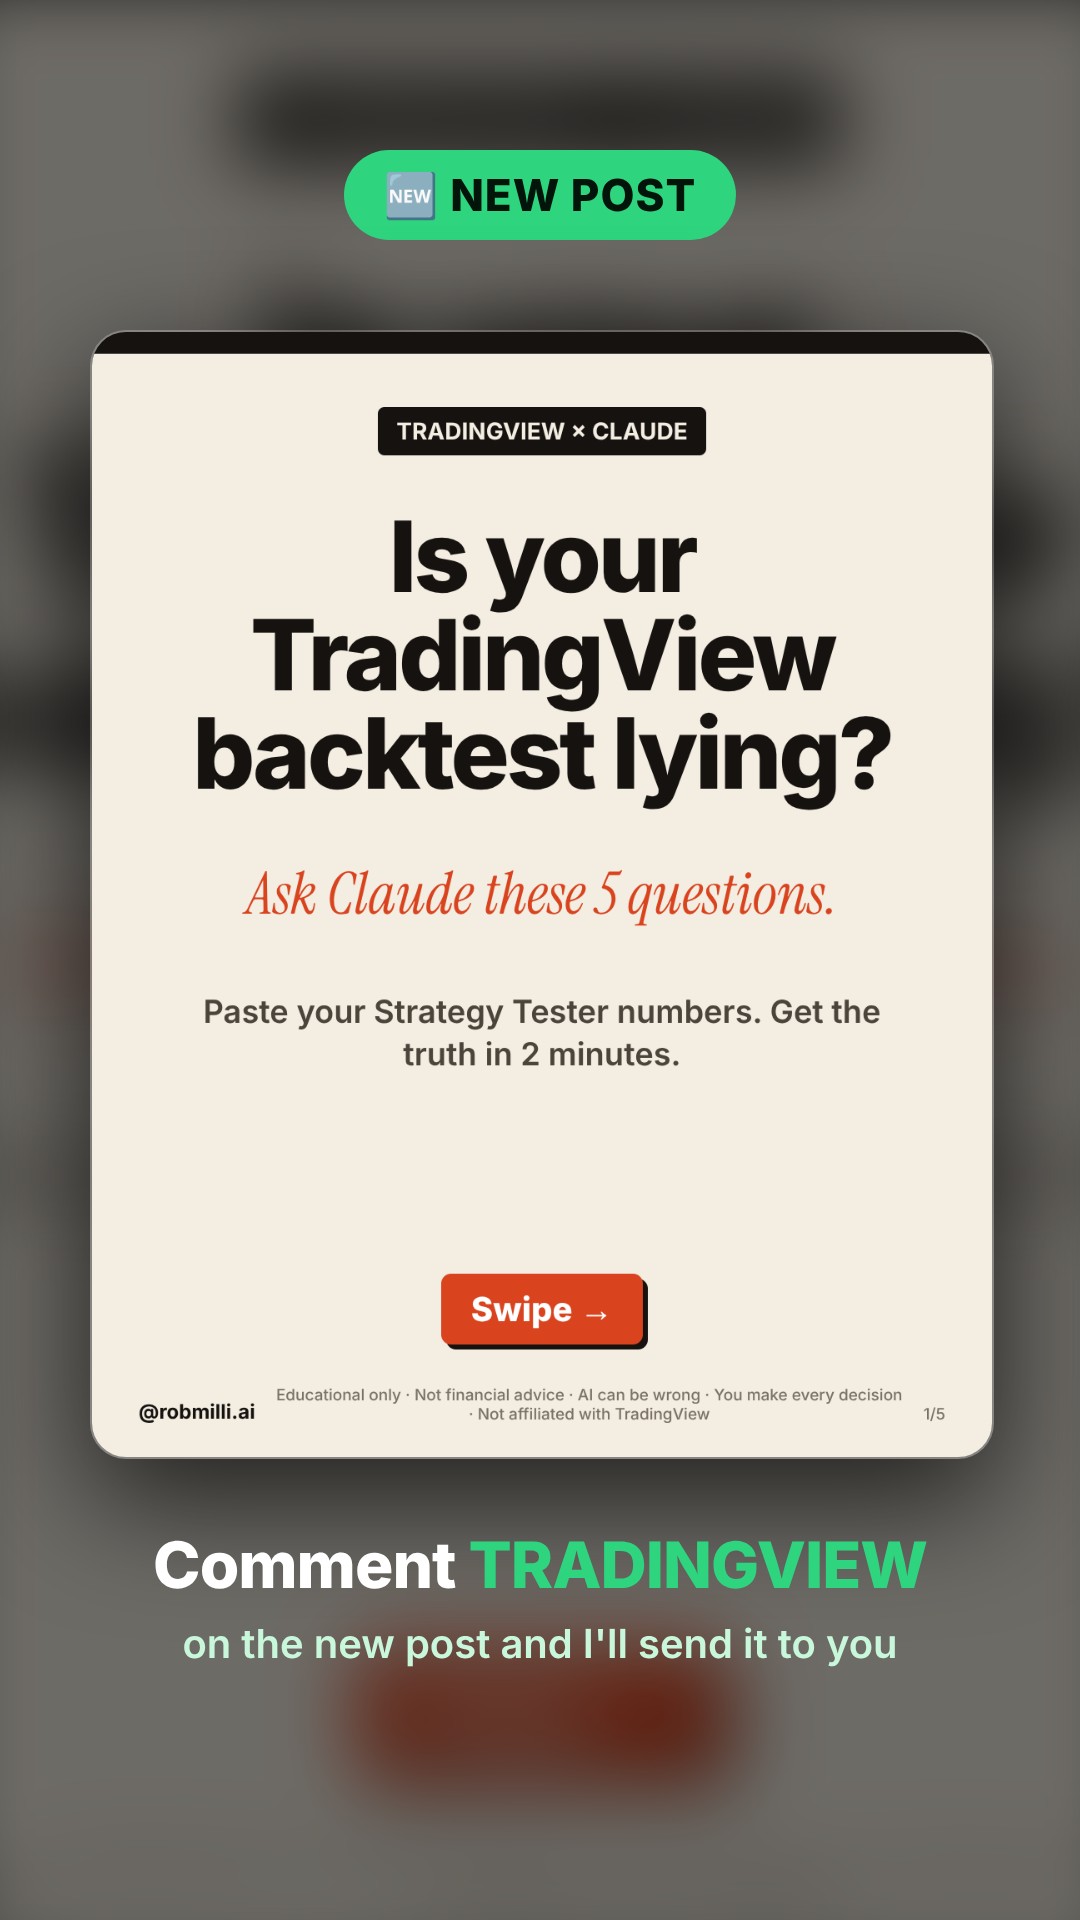 🆕 NEW POST
TRADINGVIEW × CLAUDE
Is your
TradingView
backtest lying?
Ask Claude these 5 questions.
Paste your Strategy Tester numbers. Get the
truth in 2 minutes.
Swipe →
@robmilli.ai
Educational only · Not financial advice · AI can be wrong · You make every decision
· Not affiliated with TradingView
1/5
Comment TRADINGVIEW
on the new post and I'll send it to you